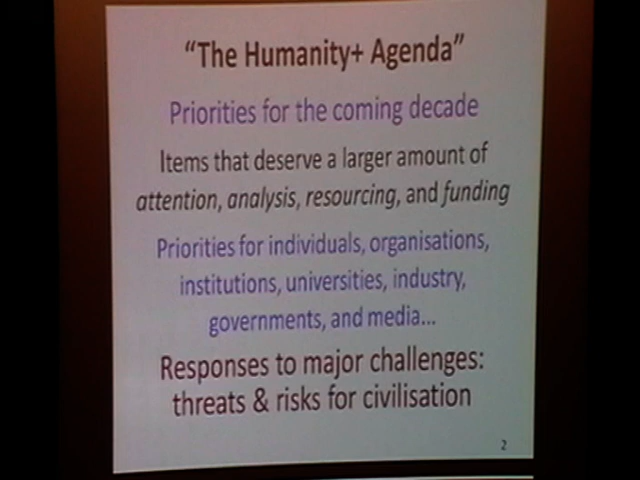 “The Humanity+ Agenda”
Priorities for the coming decade
Items that deserve a larger amount of
attention, analysis, resourcing, and funding
Priorities for individuals, organisations,
institutions, universities, industry,
governments, and media...
Responses to major challenges:
threats & risks for civilisation
2